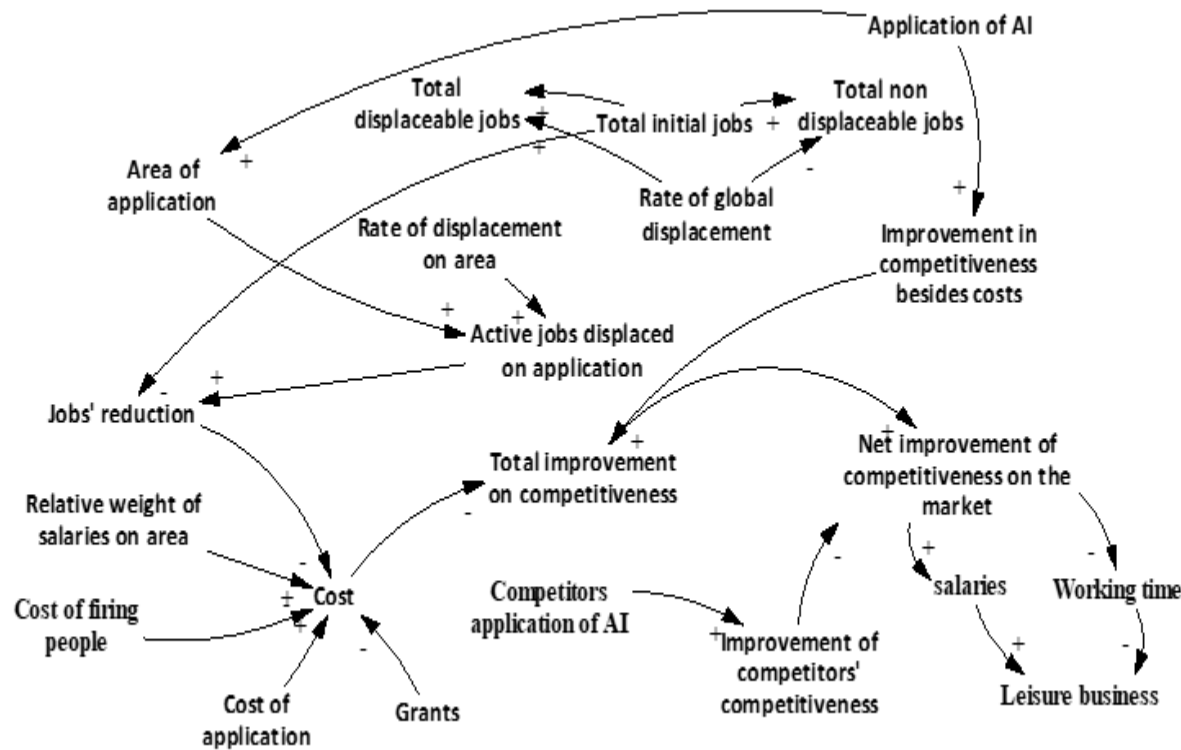 Application of AI
Total
displaceable jobs
Total initial jobs
Total non
displaceable jobs
+
+
+
+
Area of
application
Rate of global
displacement
-
+
Rate of displacement
on area
Improvement in
competitiveness
besides costs
+
+
Active jobs displaced
on application
+
-
Jobs' reduction
Total improvement
on competitiveness
+
+
Net improvement of
competitiveness on the
market
-
Relative weight of
salaries on area
-
+
Cost
+
Cost of firing
people
-
Cost of
application
Grants
Competitors
application of AI
+
Improvement of
competitors'
competitiveness
-
+
salaries
-
Working time
+
-
Leisure business